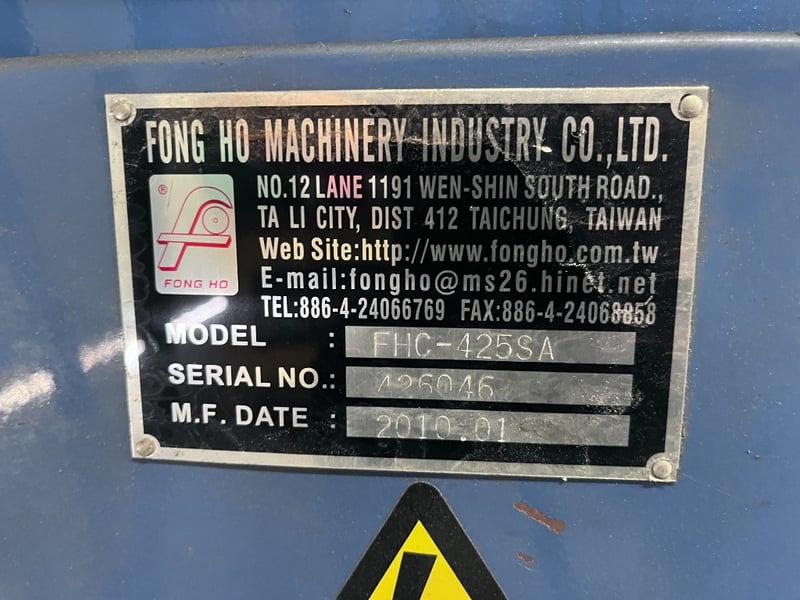 FONG HO MACHINERY INDUSTRY CO.,LTD.
®
FONG HO
NO.12 LANE 1191 WEN-SHIN SOUTH ROAD.,
TA LI CITY, DIST 412 TAICHUNG, TAIWAN
Web Site:http://www.fongho.com.tw
E-mail:fongho@ms26.hinet.net
TEL:886-4-24066769 FAX:886-4-24068858
MODEL : FHC-425SA
SERIAL NO.: 426046
M.F. DATE : 2010.01